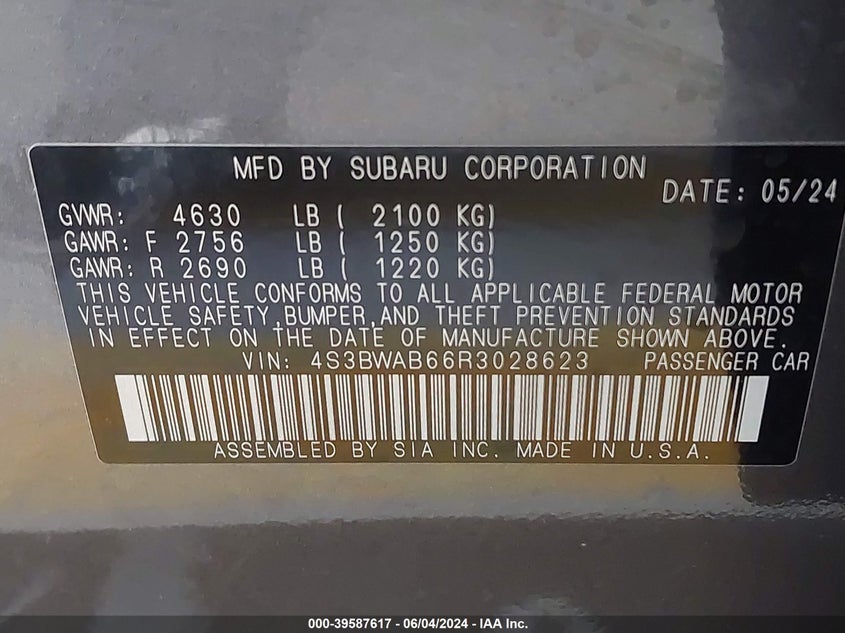 MFD BY SUBARU CORPORATION
DATE: 05/24
GVWR: 4630 LB ( 2100 KG)
GAWR: F 2756 LB ( 1250 KG)
GAWR: R 2690 LB ( 1220 KG)
THIS VEHICLE CONFORMS TO ALL APPLICABLE FEDERAL MOTOR
VEHICLE SAFETY,BUMPER,AND THEFT PREVENTION STANDARDS
IN EFFECT ON THE DATE OF MANUFACTURE SHOWN ABOVE.
VIN: 4S3BWAB66R3028623 PASSENGER CAR
ASSEMBLED BY SIA INC. MADE IN U.S.A.
000-39587617 - 06/04/2024 - IAA Inc.